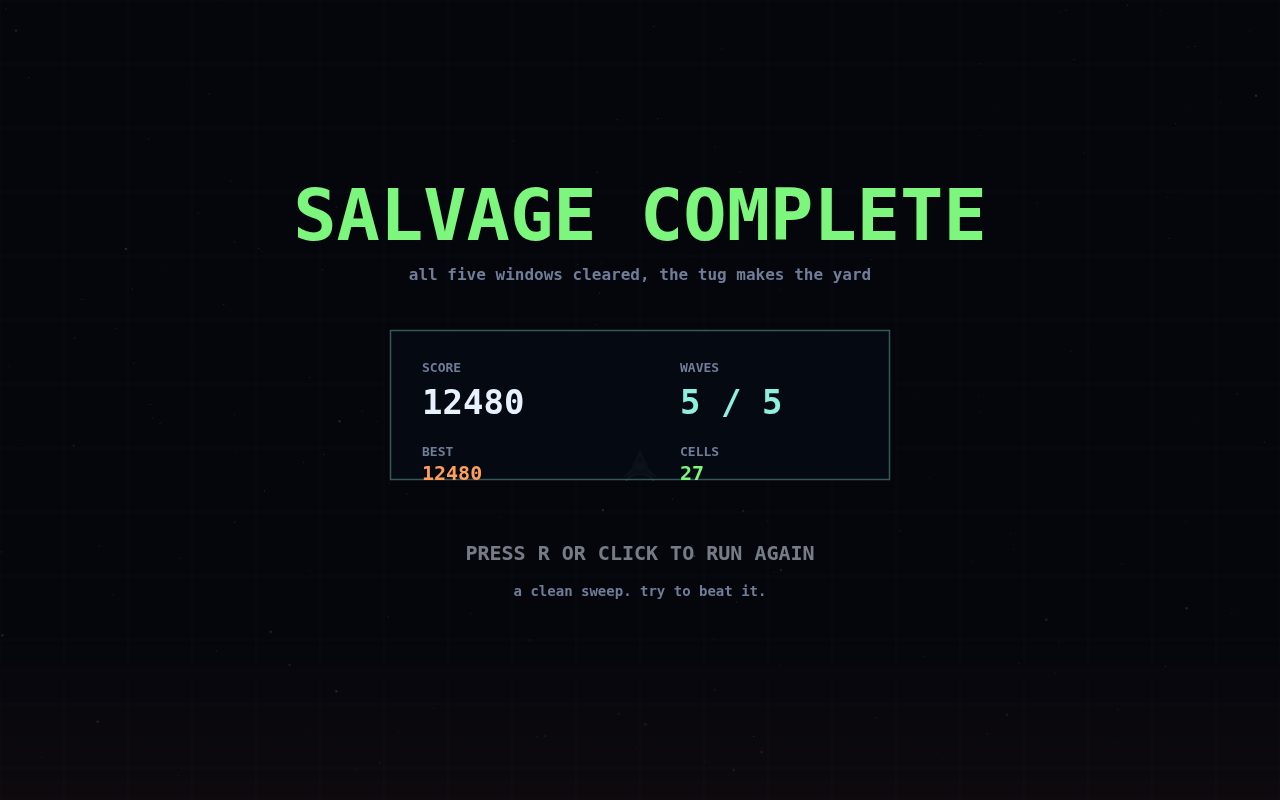 SALVAGE COMPLETE
all five windows cleared, the tug makes the yard
SCORE WAVES
12480 5 / 5
BEST CELLS
12480 27
PRESS R OR CLICK TO RUN AGAIN
a clean sweep. try to beat it.